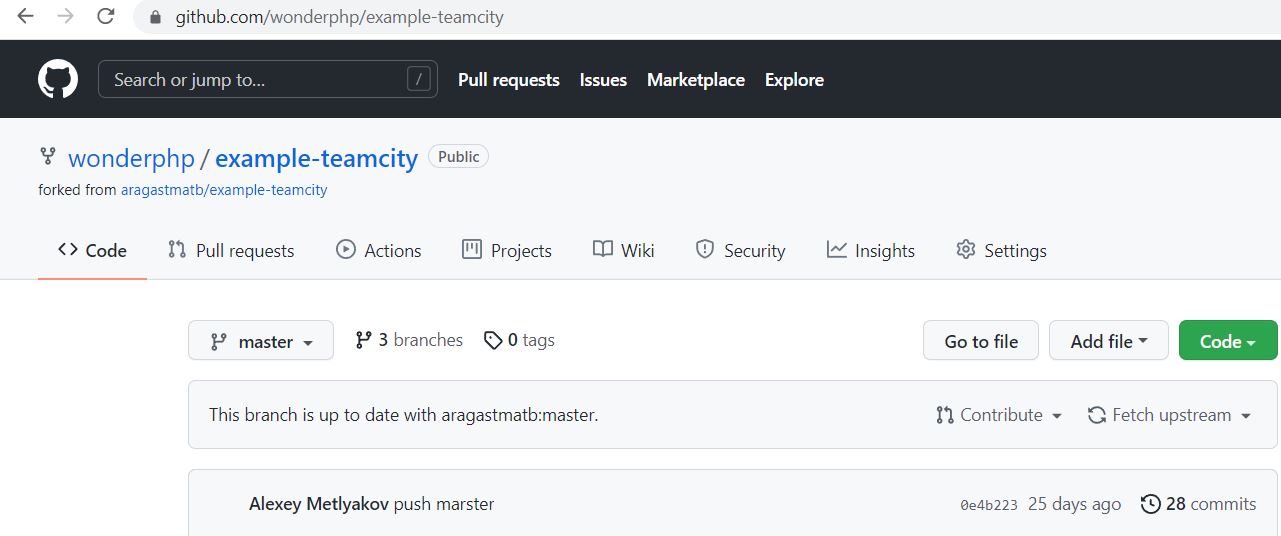 github.com/wonderphp/example-teamcity
Search or jump to... /
Pull requests Issues Marketplace Explore
wonderphp / example-teamcity Public
forked from aragastmatb/example-teamcity
Code Pull requests Actions Projects Wiki Security Insights Settings
master 3 branches 0 tags Go to file Add file Code
This branch is up to date with aragastmatb:master. Contribute Fetch upstream
Alexey Metlyakov push marster 0e4b223 25 days ago 28 commits